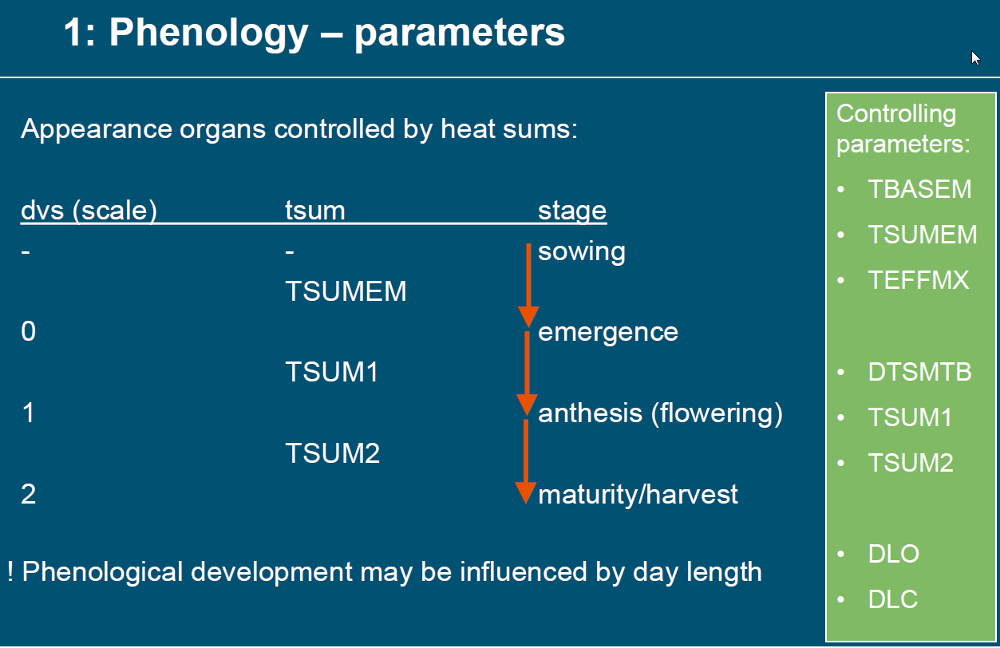 1: Phenology – parameters
Appearance organs controlled by heat sums:
dvs (scale) tsum stage
- - sowing
TSUMEM
0 emergence
TSUM1
1 anthesis (flowering)
TSUM2
2 maturity/harvest
! Phenological development may be influenced by day length
Controlling
parameters:
• TBASEM
• TSUMEM
• TEFFMX
• DTSMTB
• TSUM1
• TSUM2
• DLO
• DLC